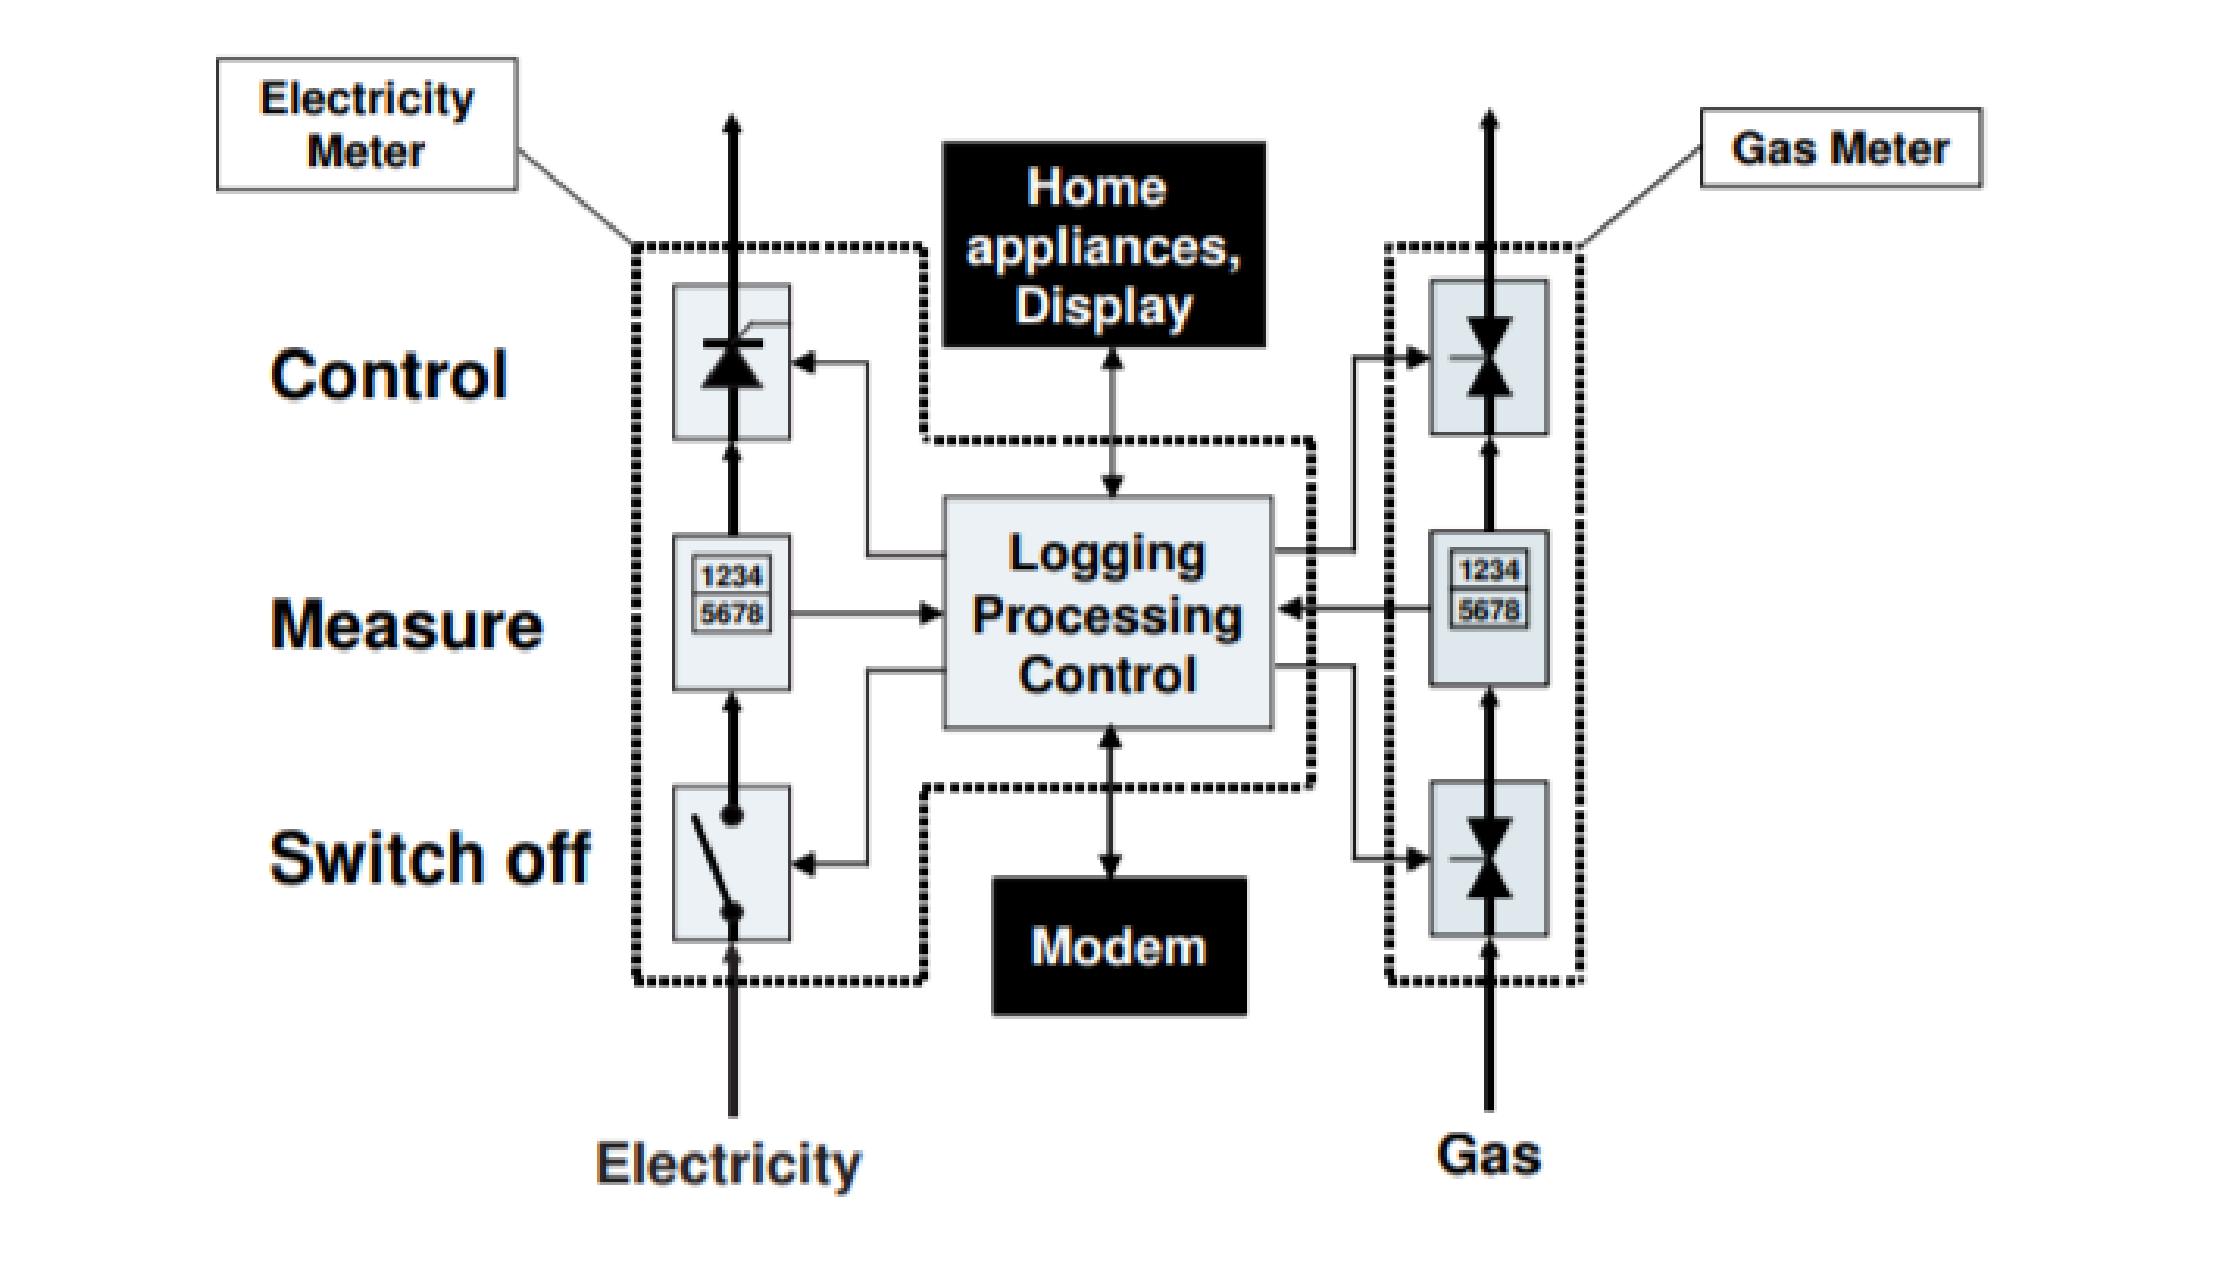 Electricity
Meter
Gas Meter
Home
appliances,
Display
Control
Logging
Processing
Control
1234
5678
1234
5678
Measure
Switch off
Modem
Electricity
Gas